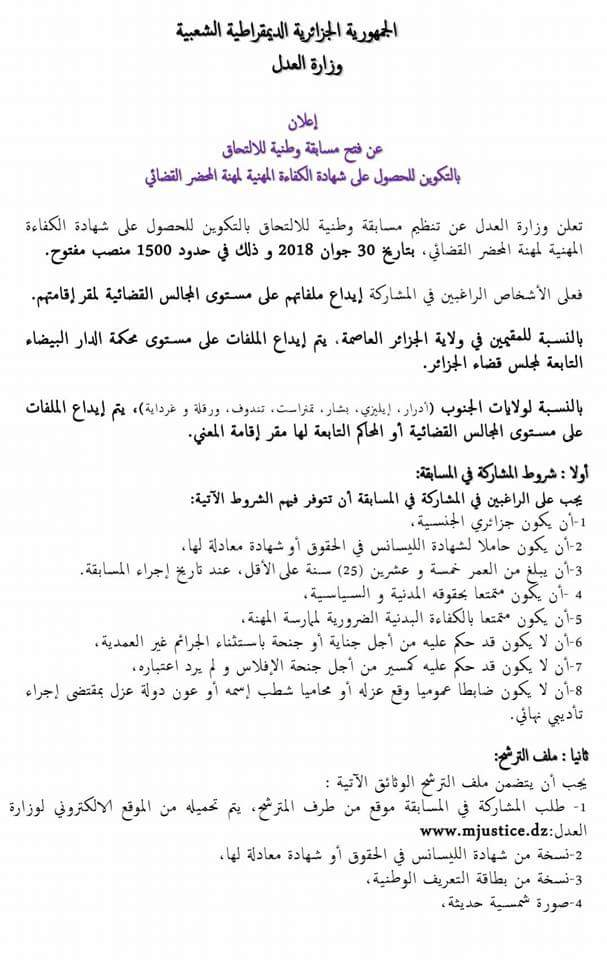 الجمهورية الجزائرية الديمقراطية الشعبية
وزارة العدل
إعلان
عن فتح مسابقة وطنية للالتحاق
بالتكوين للحصول على شهادة الكفاءة المهنية لمهنة المحضر القضائي
تعلن وزارة العدل عن تنظيم مسابقة وطنية للالتحاق بالتكوين للحصول على شهادة الكفاءة
المهنية لمهنة المحضر القضائي، بتاريخ 30 جوان 2018 و ذلك في حدود 1500 منصب مفتوح.
فعلى الأشخاص الراغبين في المشاركة إيداع ملفاتهم على مستوى المجالس القضائية لمقر إقامتهم.
بالنسبة للمقيمين في ولاية الجزائر العاصمة، يتم إيداع الملفات على مستوى محكمة الدار البيضاء
التابعة لمجلس قضاء الجزائر.
بالنسبة لولايات الجنوب (أدرار، إيليزي، بشار، تمنراست، تندوف، ورقلة و غرداية)، يتم إيداع الملفات
على مستوى المجالس القضائية أو المحاكم التابعة لها مقر إقامة المعني.
أولا : شروط المشاركة في المسابقة:
يجب على الراغبين في المشاركة في المسابقة أن تتوفر فيهم الشروط الآتية:
1-أن يكون جزائري الجنسية،
2-أن يكون حاملا لشهادة الليسانس في الحقوق أو شهادة معادلة لها،
3-أن يبلغ من العمر خمسة و عشرين (25) سنة على الأقل، عند تاريخ إجراء المسابقة.
4 -أن يكون متمتعا بحقوقه المدنية و السياسية،
5-أن يكون متمتعا بالكفاءة البدنية الضرورية لممارسة المهنة،
6-أن لا يكون قد حكم عليه من أجل جناية أو جنحة باستثناء الجرائم غير العمدية،
7-أن لا يكون قد حكم عليه كمسير من أجل جنحة الإفلاس و لم يرد اعتباره،
8-أن لا يكون ضابطا عموميا وقع عزله أو محاميا شطب إسمه أو عون دولة عزل بمقتضى إجراء
تأديبي نهائي.
ثانيا : ملف الترشح:
يجب أن يتضمن ملف الترشح الوثائق الآتية :
1- طلب المشاركة في المسابقة موقع من طرف المترشح، يتم تحميله من الموقع الالكتروني لوزارة
العدل:www.mjustice.dz
2-نسخة من شهادة الليسانس في الحقوق أو شهادة معادلة لها،
3-نسخة من بطاقة التعريف الوطنية،
4-صورة شمسية حديثة،